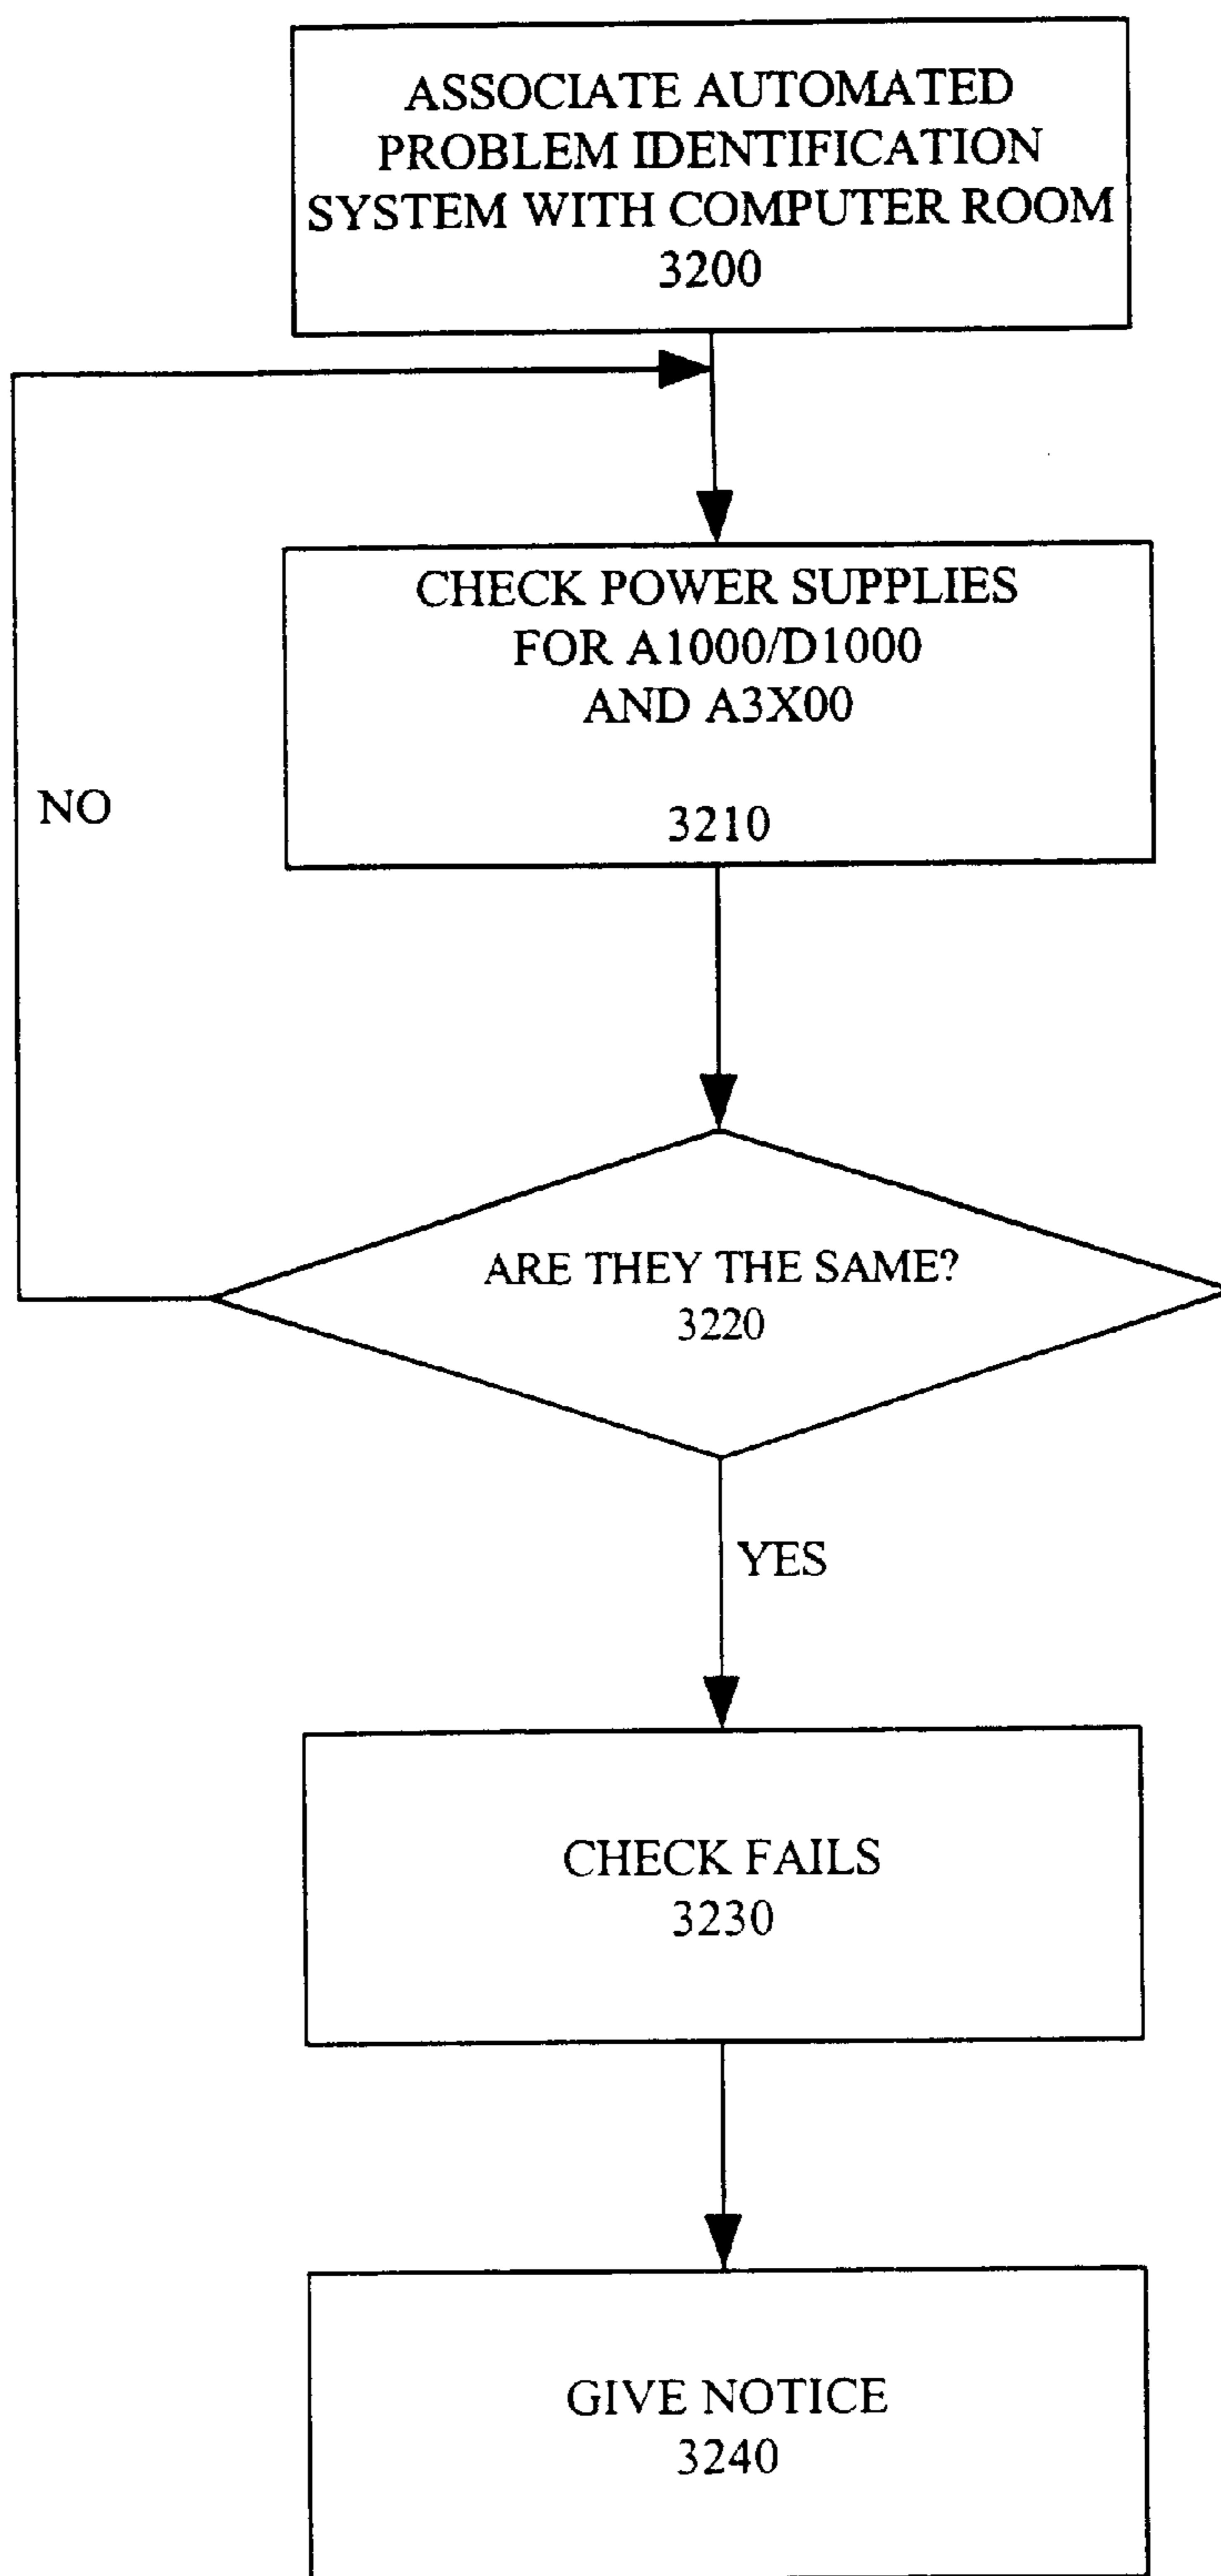 ASSOCIATE AUTOMATED
PROBLEM IDENTIFICATION
SYSTEM WITH COMPUTER ROOM
3200
CHECK POWER SUPPLIES
FOR A1000/D1000
AND A3X00
3210
NO
ARE THEY THE SAME?
3220
YES
CHECK FAILS
3230
GIVE NOTICE
3240